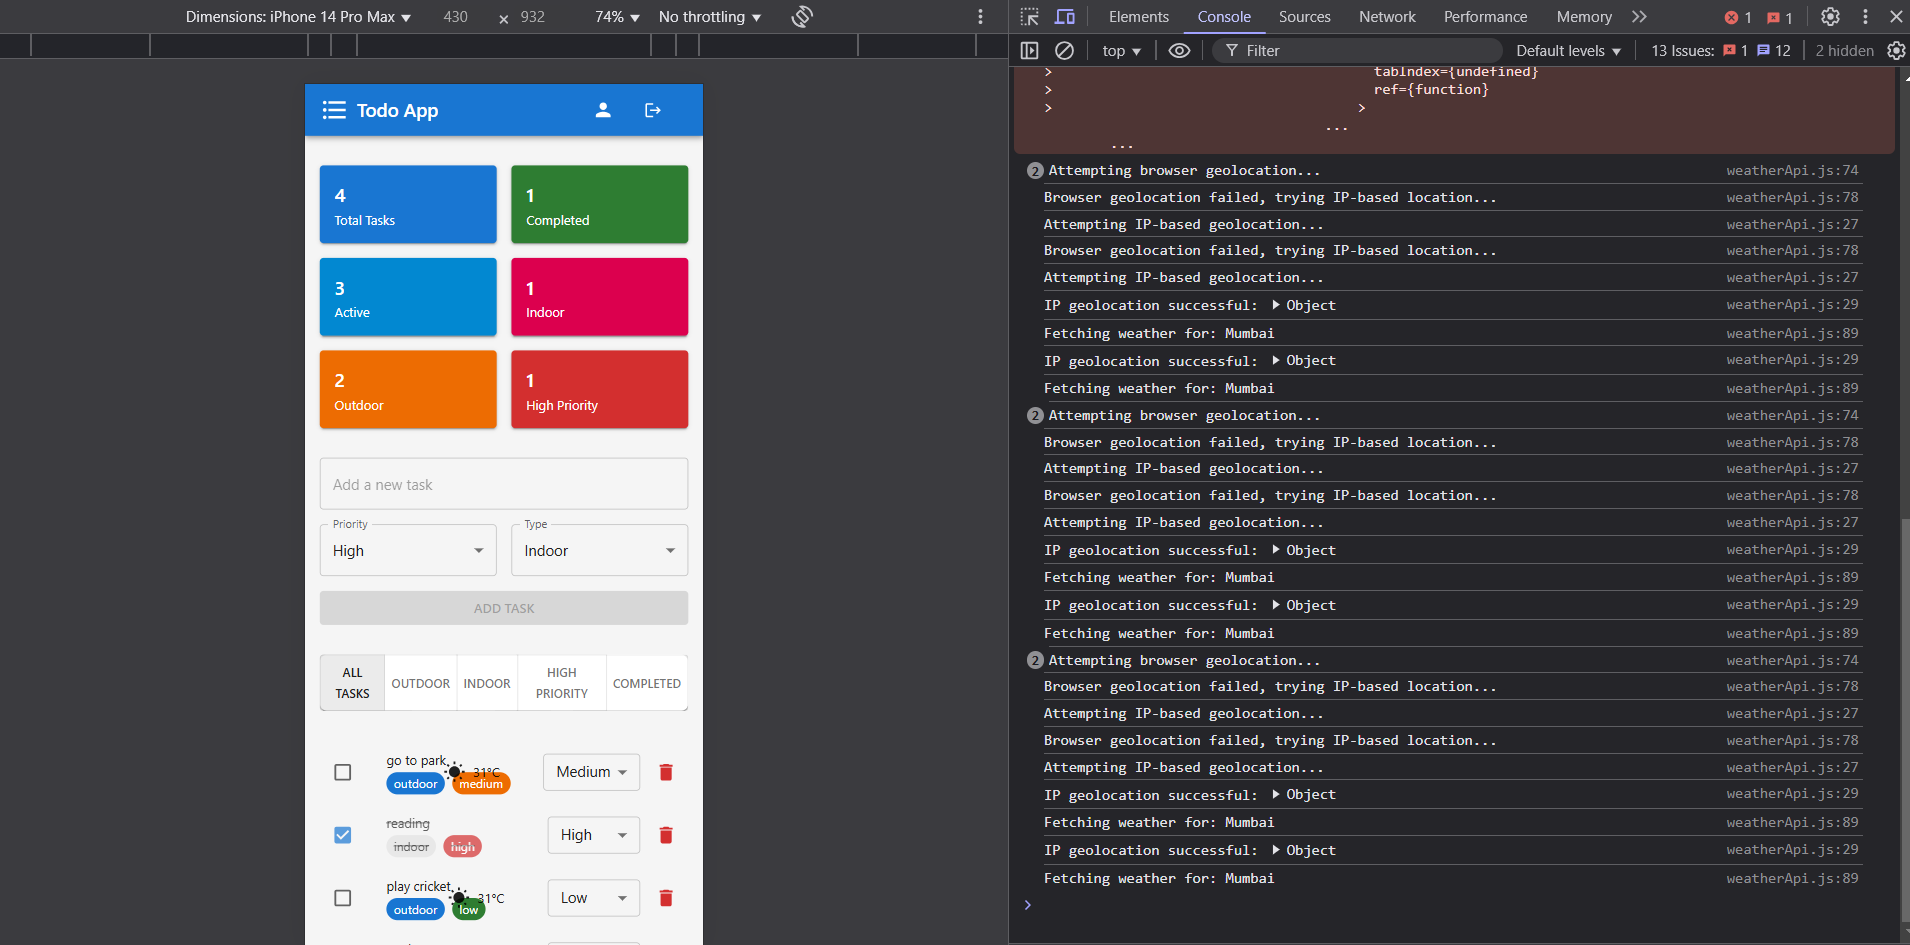 Dimensions: iPhone 14 Pro Max ▼ 430 × 932 74% ▼ No throttling ▼
Elements Console Sources Network Performance Memory 1 1
top ▼ Filter Default levels ▼ 13 Issues: 1 12 2 hidden
Todo App
4
Total Tasks
1
Completed
3
Active
1
Indoor
2
Outdoor
1
High Priority
Add a new task
Priority
High
Type
Indoor
ADD TASK
ALL TASKS
OUTDOOR
INDOOR
HIGH PRIORITY
COMPLETED
go to park 31°C
outdoor medium
Medium
reading
indoor high
High
play cricket 31°C
outdoor low
Low
> tabIndex={undefined}
> ref={function}
> >
...
...
2 Attempting browser geolocation... weatherApi.js:74
Browser geolocation failed, trying IP-based location... weatherApi.js:78
Attempting IP-based geolocation... weatherApi.js:27
Browser geolocation failed, trying IP-based location... weatherApi.js:78
Attempting IP-based geolocation... weatherApi.js:27
IP geolocation successful: ▶ Object weatherApi.js:29
Fetching weather for: Mumbai weatherApi.js:89
IP geolocation successful: ▶ Object weatherApi.js:29
Fetching weather for: Mumbai weatherApi.js:89
2 Attempting browser geolocation... weatherApi.js:74
Browser geolocation failed, trying IP-based location... weatherApi.js:78
Attempting IP-based geolocation... weatherApi.js:27
Browser geolocation failed, trying IP-based location... weatherApi.js:78
Attempting IP-based geolocation... weatherApi.js:27
IP geolocation successful: ▶ Object weatherApi.js:29
Fetching weather for: Mumbai weatherApi.js:89
IP geolocation successful: ▶ Object weatherApi.js:29
Fetching weather for: Mumbai weatherApi.js:89
2 Attempting browser geolocation... weatherApi.js:74
Browser geolocation failed, trying IP-based location... weatherApi.js:78
Attempting IP-based geolocation... weatherApi.js:27
Browser geolocation failed, trying IP-based location... weatherApi.js:78
Attempting IP-based geolocation... weatherApi.js:27
IP geolocation successful: ▶ Object weatherApi.js:29
Fetching weather for: Mumbai weatherApi.js:89
IP geolocation successful: ▶ Object weatherApi.js:29
Fetching weather for: Mumbai weatherApi.js:89